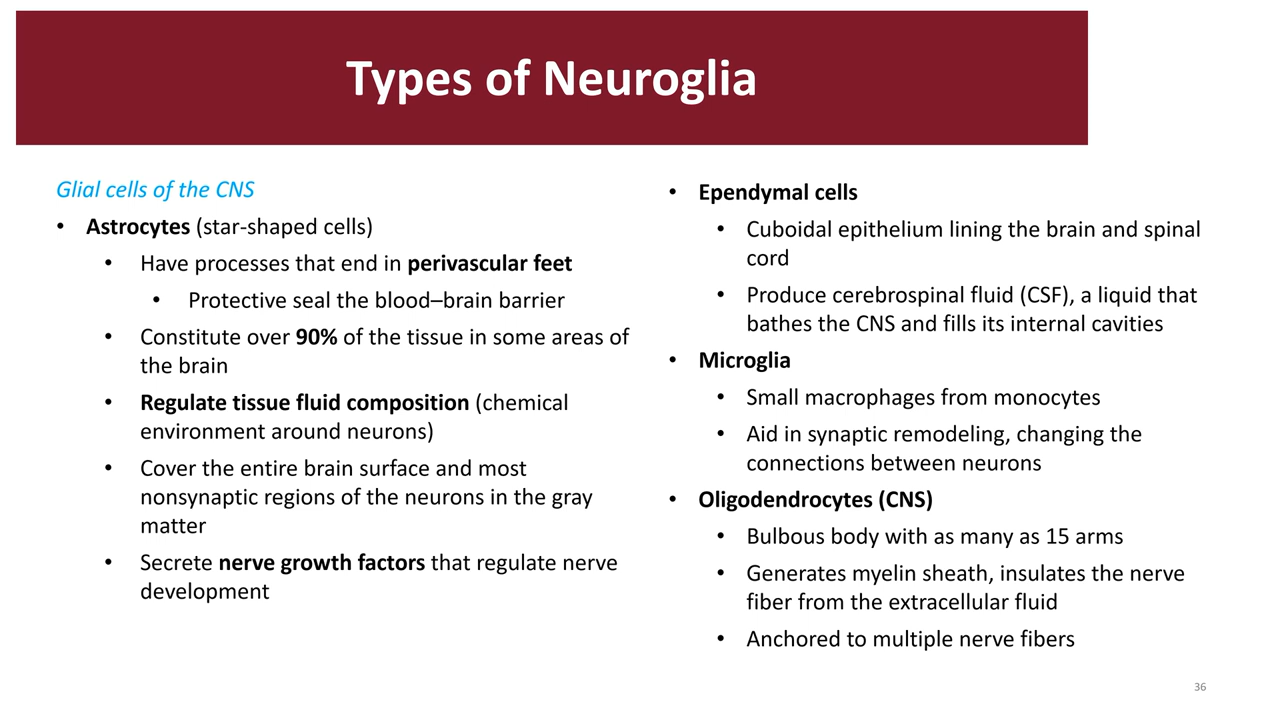 Types of Neuroglia
Glial cells of the CNS
• Astrocytes (star-shaped cells)
• Have processes that end in perivascular feet
• Protective seal the blood–brain barrier
• Constitute over 90% of the tissue in some areas of
the brain
• Regulate tissue fluid composition (chemical
environment around neurons)
• Cover the entire brain surface and most
nonsynaptic regions of the neurons in the gray
matter
• Secrete nerve growth factors that regulate nerve
development
• Ependymal cells
• Cuboidal epithelium lining the brain and spinal
cord
• Produce cerebrospinal fluid (CSF), a liquid that
bathes the CNS and fills its internal cavities
• Microglia
• Small macrophages from monocytes
• Aid in synaptic remodeling, changing the
connections between neurons
• Oligodendrocytes (CNS)
• Bulbous body with as many as 15 arms
• Generates myelin sheath, insulates the nerve
fiber from the extracellular fluid
• Anchored to multiple nerve fibers
36